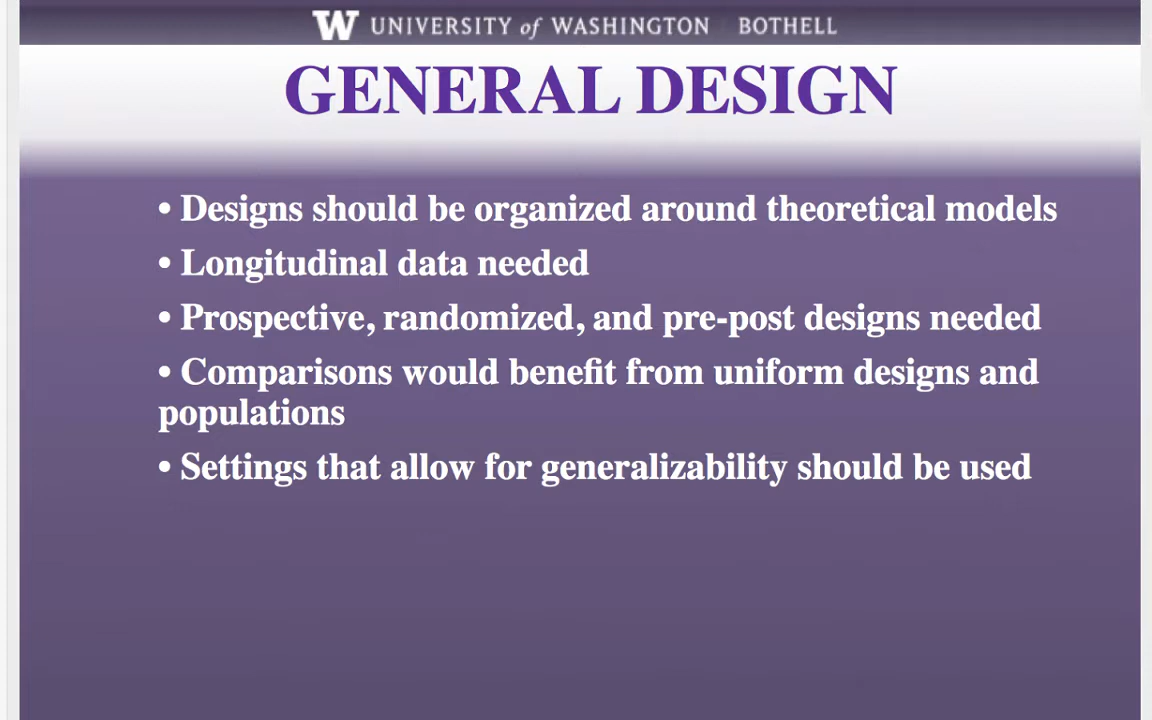 W UNIVERSITY of WASHINGTON BOTHELL
GENERAL DESIGN
• Designs should be organized around theoretical models
• Longitudinal data needed
• Prospective, randomized, and pre-post designs needed
• Comparisons would benefit from uniform designs and
populations
• Settings that allow for generalizability should be used